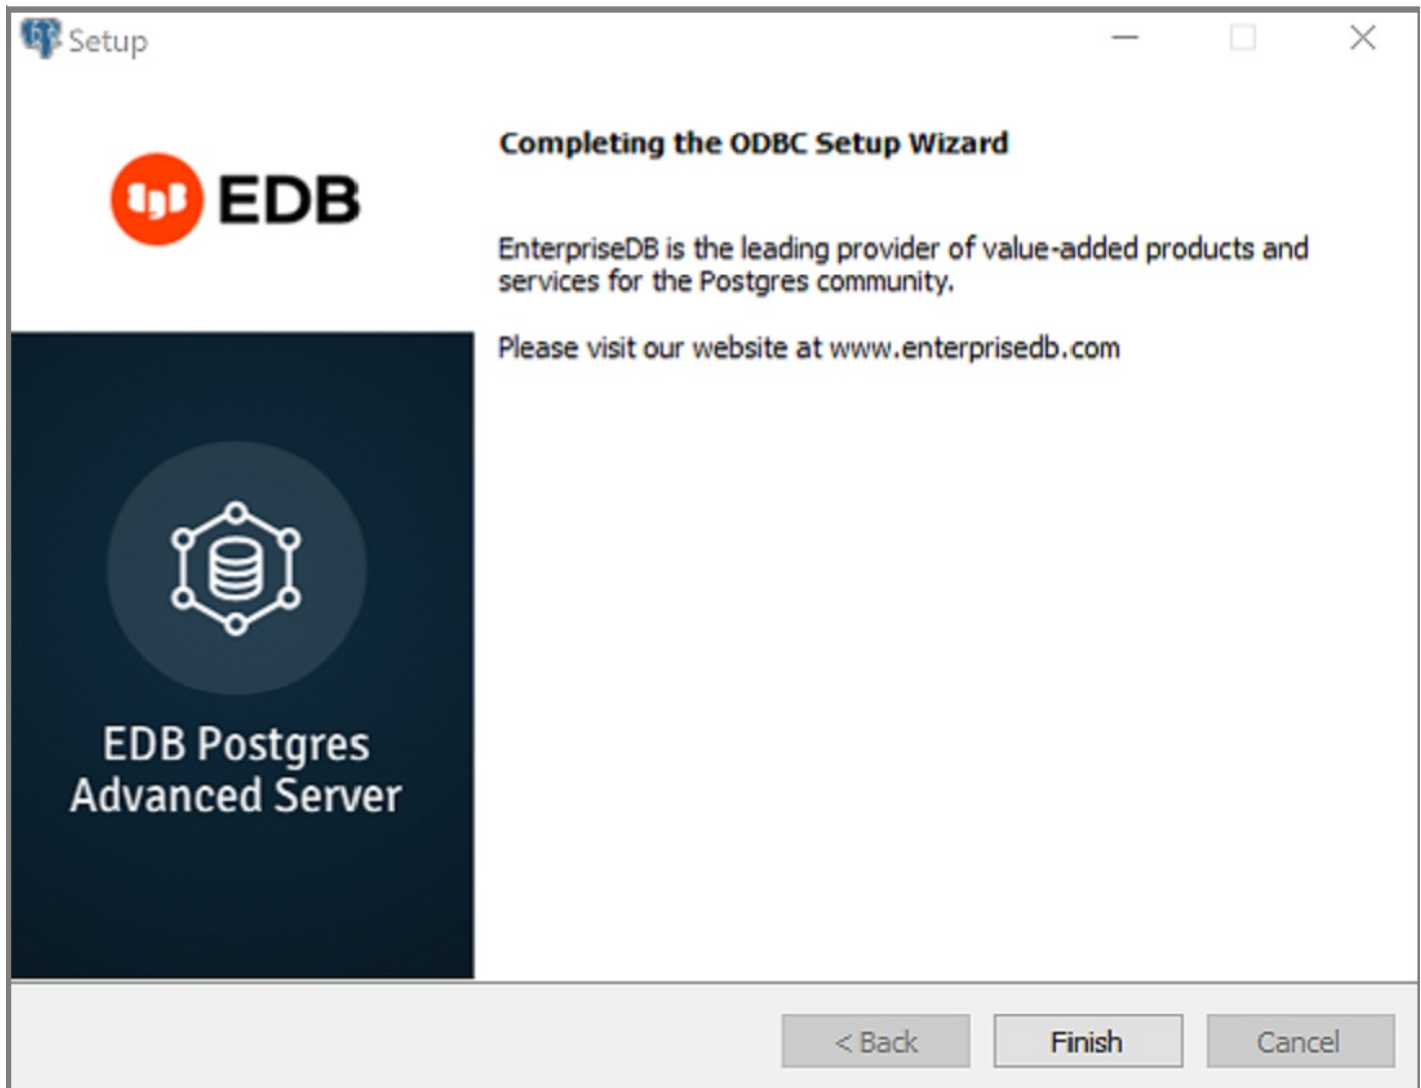 Setup
EDB
Completing the ODBC Setup Wizard
EnterpriseDB is the leading provider of value-added products and
services for the Postgres community.
Please visit our website at www.enterprisedb.com
EDB Postgres
Advanced Server
< Back
Finish
Cancel